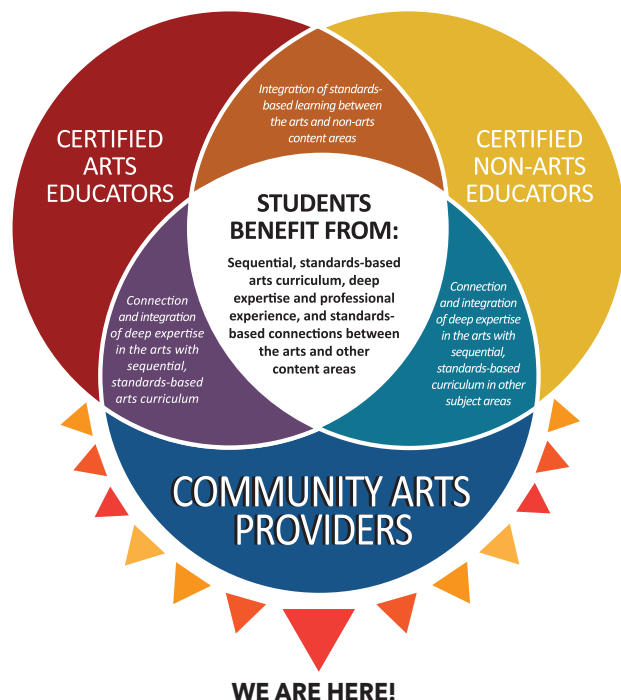 Integration of standards-
based learning between
the arts and non-arts
content areas
CERTIFIED
ARTS
EDUCATORS
CERTIFIED
NON-ARTS
EDUCATORS
STUDENTS
BENEFIT FROM:
Sequential, standards-based
arts curriculum, deep
expertise and professional
experience, and standards-
based connections between
the arts and other
content areas
Connection
and integration
of deep expertise
in the arts with
sequential,
standards-based
arts curriculum
Connection
and integration
of deep expertise
in the arts with
sequential,
standards-based
curriculum in other
subject areas
COMMUNITY ARTS
PROVIDERS
WE ARE HERE!